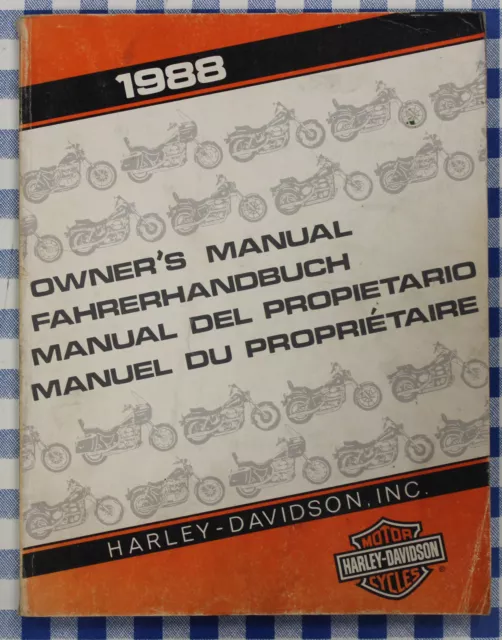 1988
OWNER'S MANUAL
FAHRERHANDBUCH
MANUAL DEL PROPIETARIO
MANUEL DU PROPRIÉTAIRE
HARLEY-DAVIDSON, INC.
MOTOR
HARLEY-DAVIDSON
CYCLES
®